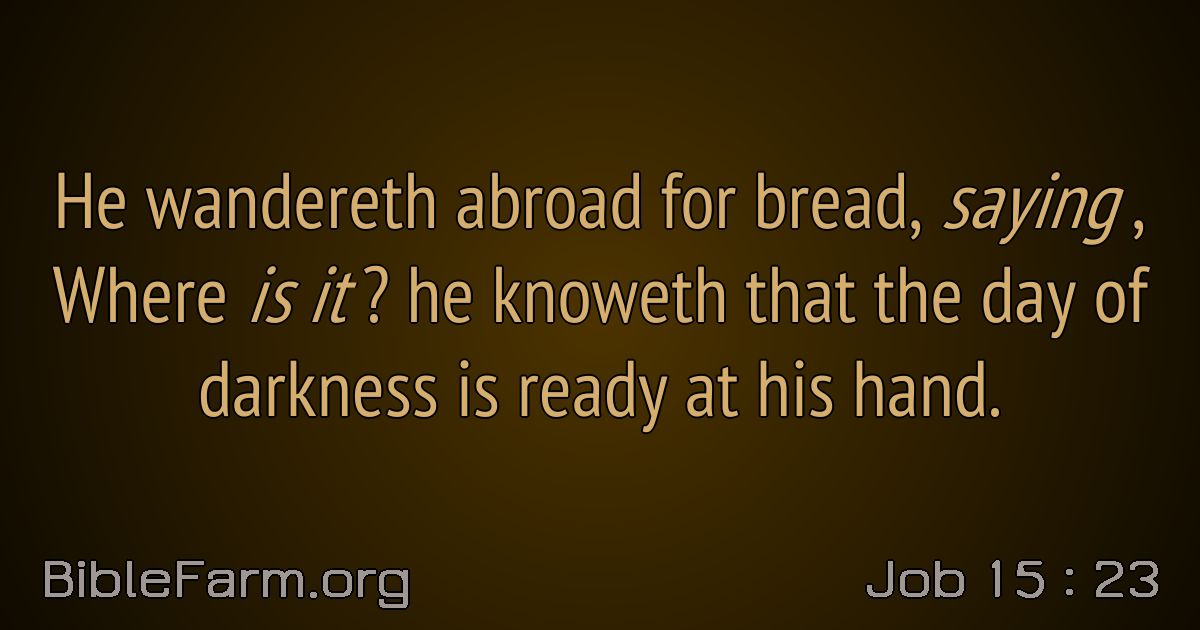 He wandereth abroad for bread, saying ,
Where is it ? he knoweth that the day of
darkness is ready at his hand.
BibleFarm.org
Job 15 : 23